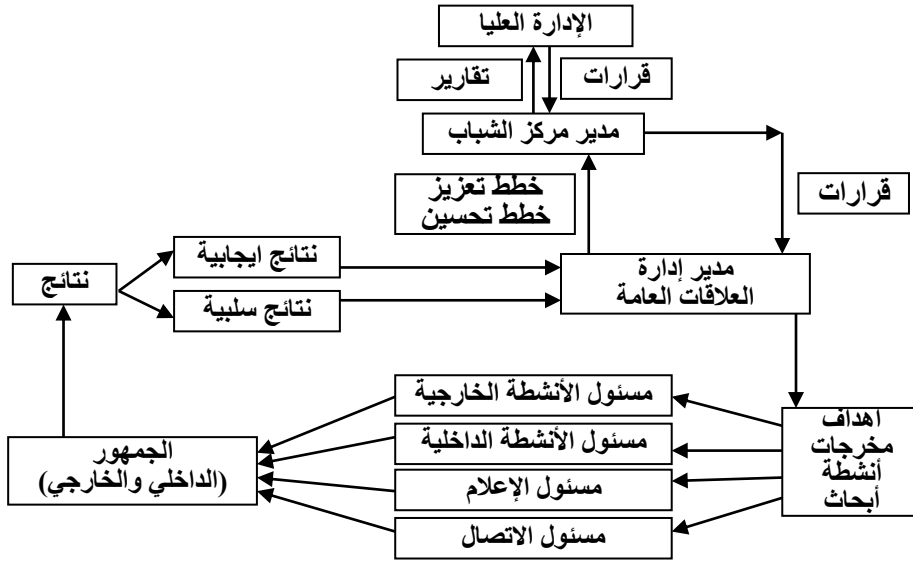 الإدارة العليا
تقارير
قرارات
مدير مركز الشباب
خطط تعزيز
خطط تحسين
قرارات
نتائج ايجابية
نتائج
نتائج سلبية
مدير إدارة
العلاقات العامة
مسئول الأنشطة الخارجية
مسئول الأنشطة الداخلية
مسئول الإعلام
مسئول الاتصال
اهداف
مخرجات
أنشطة
أبحاث
الجمهور
(الداخلي والخارجي)